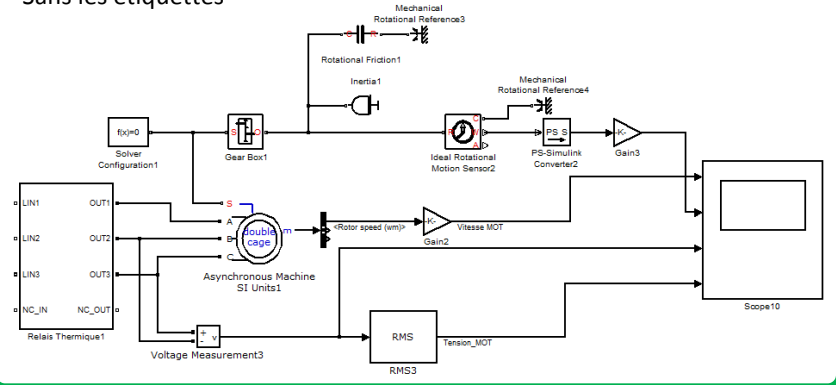 Sans les étiquettes
Mechanical
Rotational Reference3
S
R
Rotational Friction1
Inertia1
Mechanical
Rotational Reference4
f(x)=0
Solver
Configuration1
S
O
Gear Box1
R
C
W
A
Ideal Rotational
Motion Sensor2
PS S
PS-Simulink
Converter2
-K-
Gain3
LIN1
OUT1
LIN2
OUT2
LIN3
OUT3
NC_IN
NC_OUT
Relais Thermique1
S
A
B
C
double
cage
m
Asynchronous Machine
SI Units1
<Rotor speed (wm)>
-K-
Gain2
Vitesse MOT
Scope10
+
-
v
Voltage Measurement3
RMS
RMS3
Tension_MOT